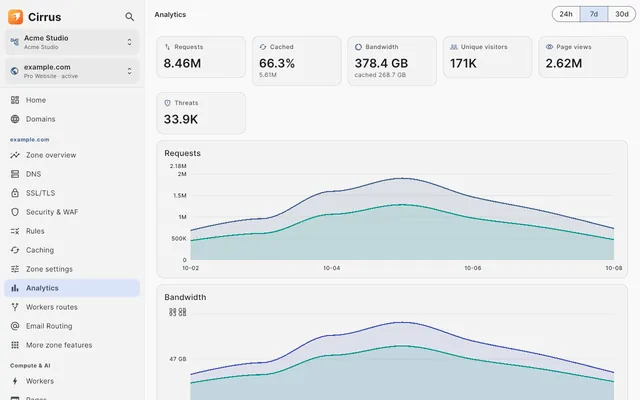 Cirrus
Acme Studio
Acme Studio
example.com
Pro Website · active
Home
Domains
example.com
Zone overview
DNS
SSL/TLS
Security & WAF
Rules
Caching
Zone settings
Analytics
Workers routes
Email Routing
More zone features
Compute & AI
Workers
Analytics
24h
7d
30d
Requests
8.46M
Cached
66.3%
5.61M
Bandwidth
378.4 GB
cached 268.7 GB
Unique visitors
171K
Page views
2.62M
Threats
33.9K
Requests
2.18M
2M
1.5M
1M
500K
0
10-02
10-04
10-06
10-08
Bandwidth
93 GB
47 GB